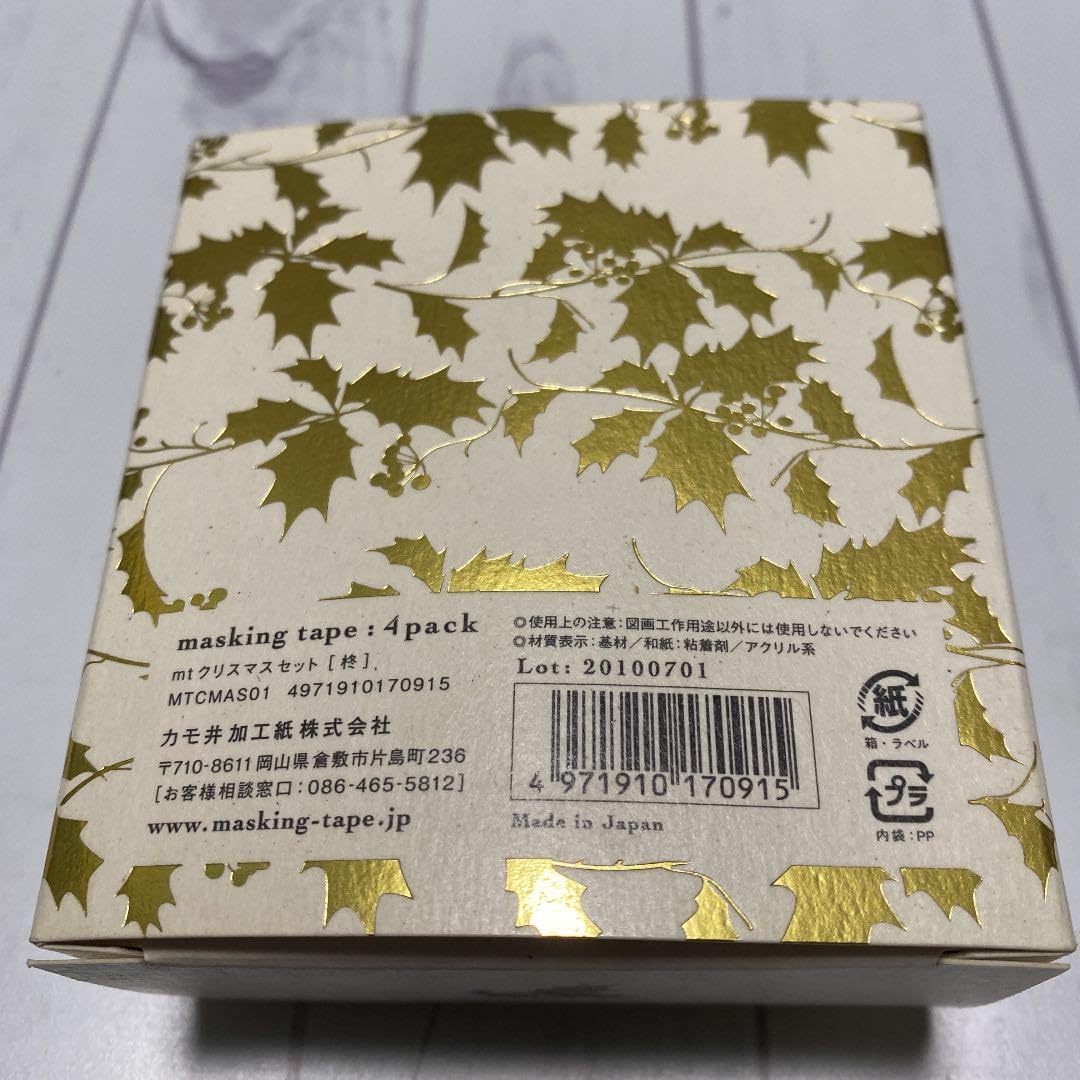 masking tape : 4 pack
mtクリスマスセット [ 柊 ]
MTCMAS01 4971910170915
カモ井加工紙株式会社
〒710-8611 岡山県倉敷市片島町236
[お客様相談窓口:086-465-5812]
www.masking-tape.jp
◎使用上の注意:図画工作用途以外には使用しないでください
◎材質表示:基材/和紙:粘着剤/アクリル系
Lot: 20100701
4 971910 170915
Made in Japan
紙
箱・ラベル
プラ
内袋:PP